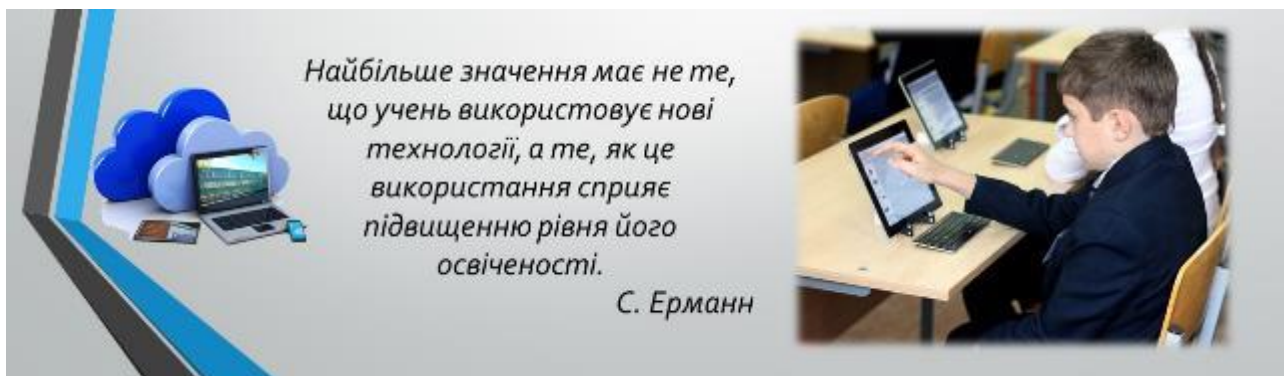 Найбільше значення має не те,
що учень використовує нові
технології, а те, як це
використання сприяє
підвищенню рівня його
освіченості.
С. Ерманн